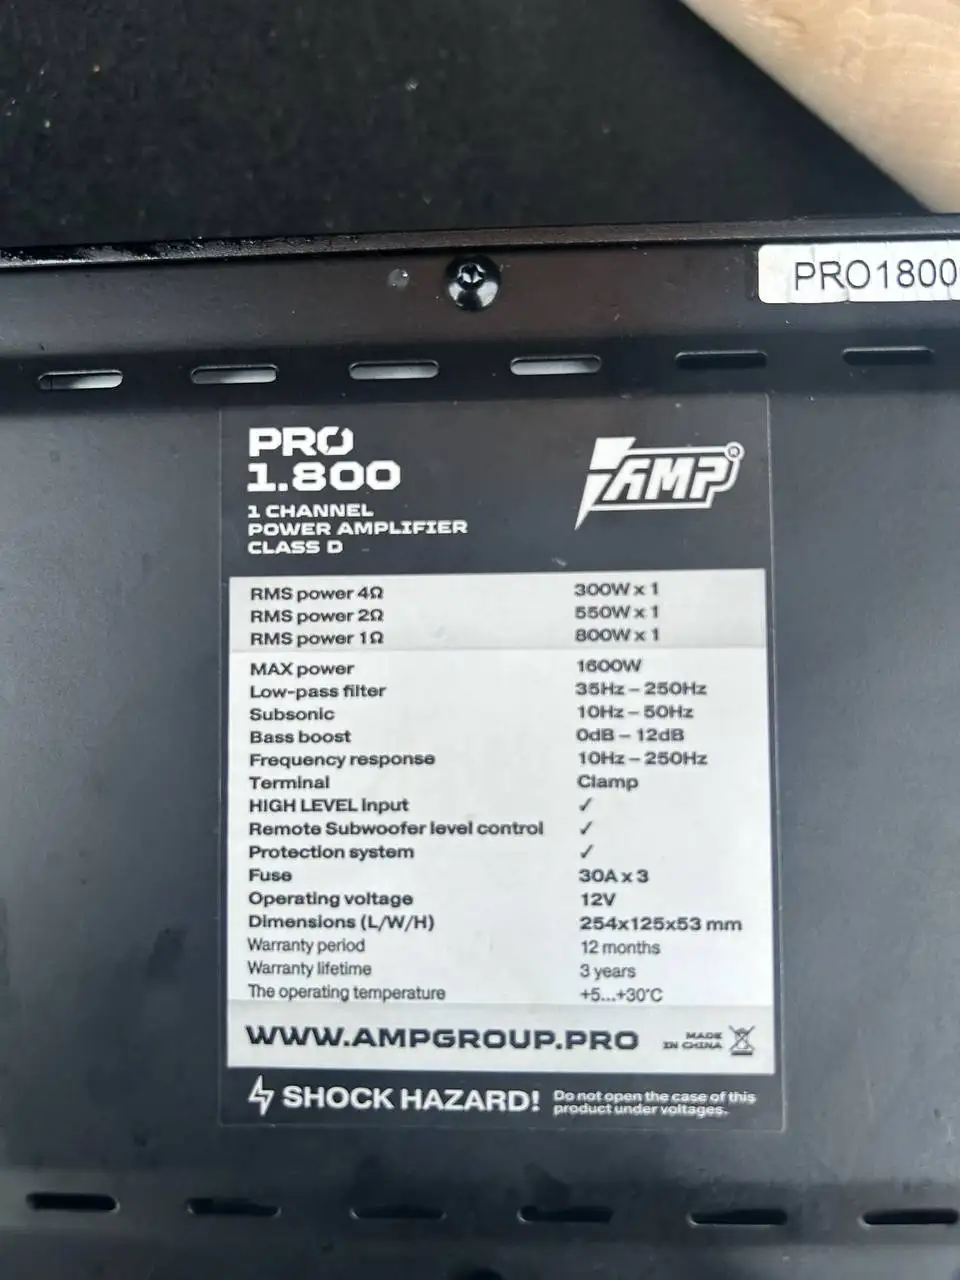 PRO1800
PRO
1.800
AMP®
1 CHANNEL
POWER AMPLIFIER
CLASS D
RMS power 4Ω 300W x 1
RMS power 2Ω 550W x 1
RMS power 1Ω 800W x 1
MAX power 1600W
Low-pass filter 35Hz – 250Hz
Subsonic 10Hz – 50Hz
Bass boost 0dB – 12dB
Frequency response 10Hz – 250Hz
Terminal Clamp
HIGH LEVEL Input ✓
Remote Subwoofer level control ✓
Protection system ✓
Fuse 30A x 3
Operating voltage 12V
Dimensions (L/W/H) 254x125x53 mm
Warranty period 12 months
Warranty lifetime 3 years
The operating temperature +5...+30°C
WWW.AMPGROUP.PRO
MADE
IN CHINA
SHOCK HAZARD!
Do not open the case of this
product under voltages.